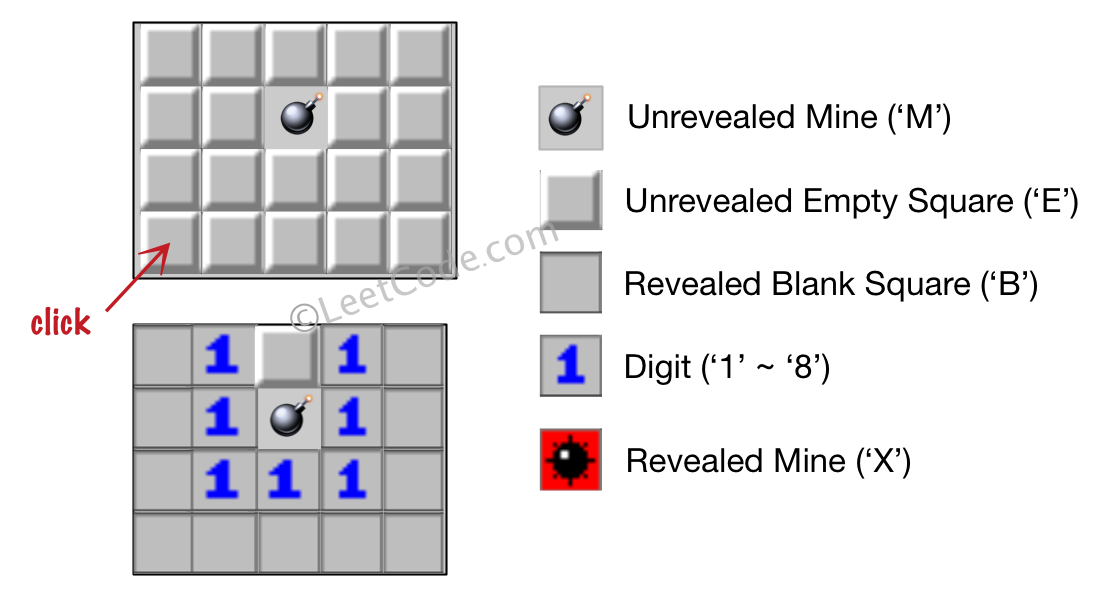 Unrevealed Mine (‘M’)
Unrevealed Empty Square (‘E’)
©LeetCode.com
Revealed Blank Square (‘B’)
click
1 1
1 1
1 1 1
1 Digit (‘1’ ~ ‘8’)
Revealed Mine (‘X’)